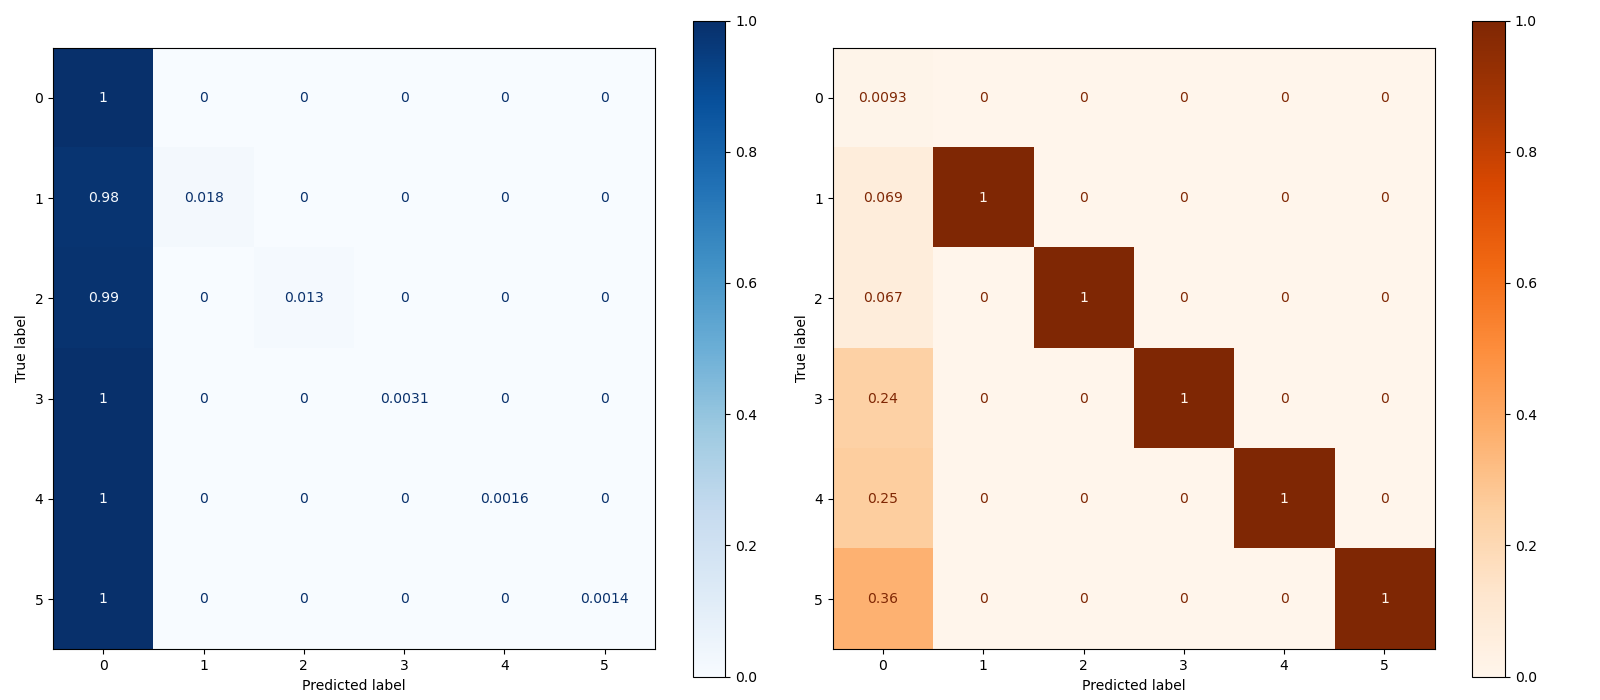 1.0
0.8
0.6
0.4
0.2
0.0
True label
0 1 0 0 0 0 0
1 0.98 0.018 0 0 0 0
2 0.99 0 0.013 0 0 0
3 1 0 0 0.0031 0 0
4 1 0 0 0 0.0016 0
5 1 0 0 0 0 0.0014
0 1 2 3 4 5
Predicted label
1.0
0.8
0.6
0.4
0.2
0.0
True label
0 0.0093 0 0 0 0 0
1 0.069 1 0 0 0 0
2 0.067 0 1 0 0 0
3 0.24 0 0 1 0 0
4 0.25 0 0 0 1 0
5 0.36 0 0 0 0 1
0 1 2 3 4 5
Predicted label